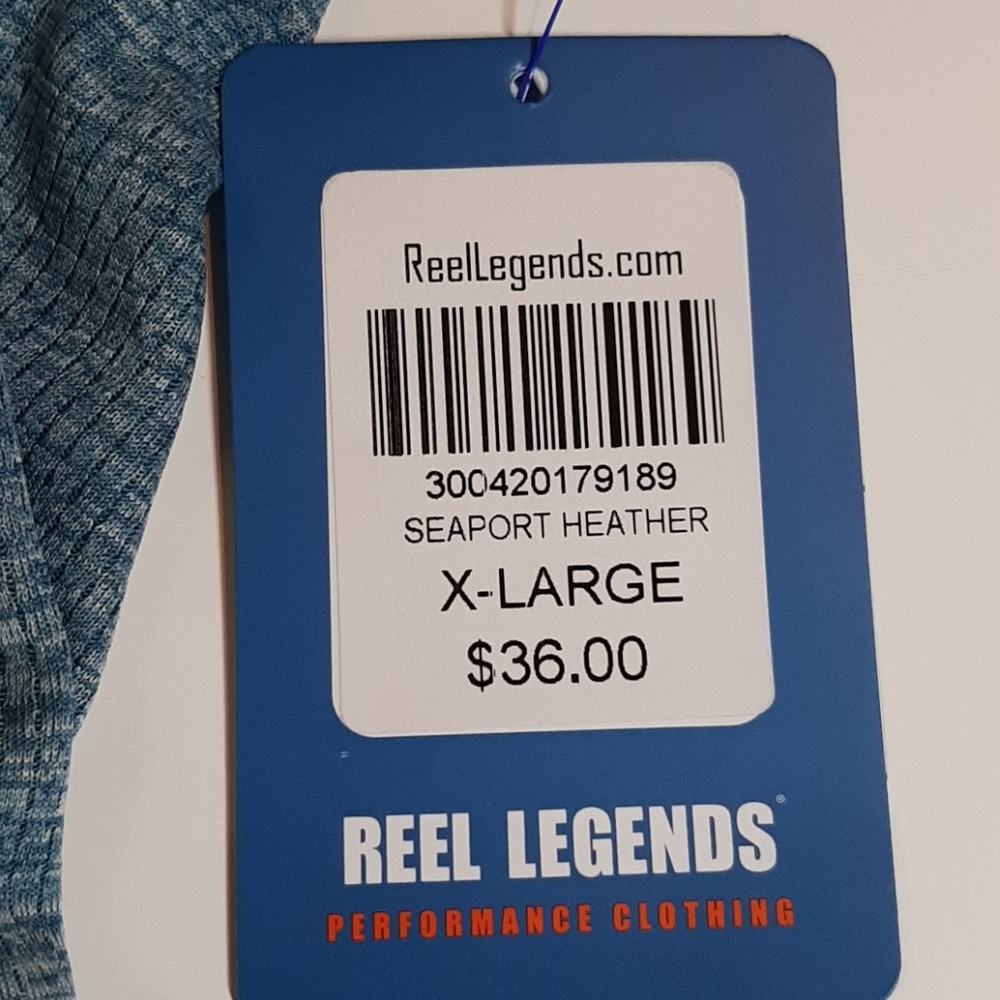 ReelLegends.com
300420179189
SEAPORT HEATHER
X-LARGE
$36.00
REEL LEGENDS®
PERFORMANCE CLOTHING